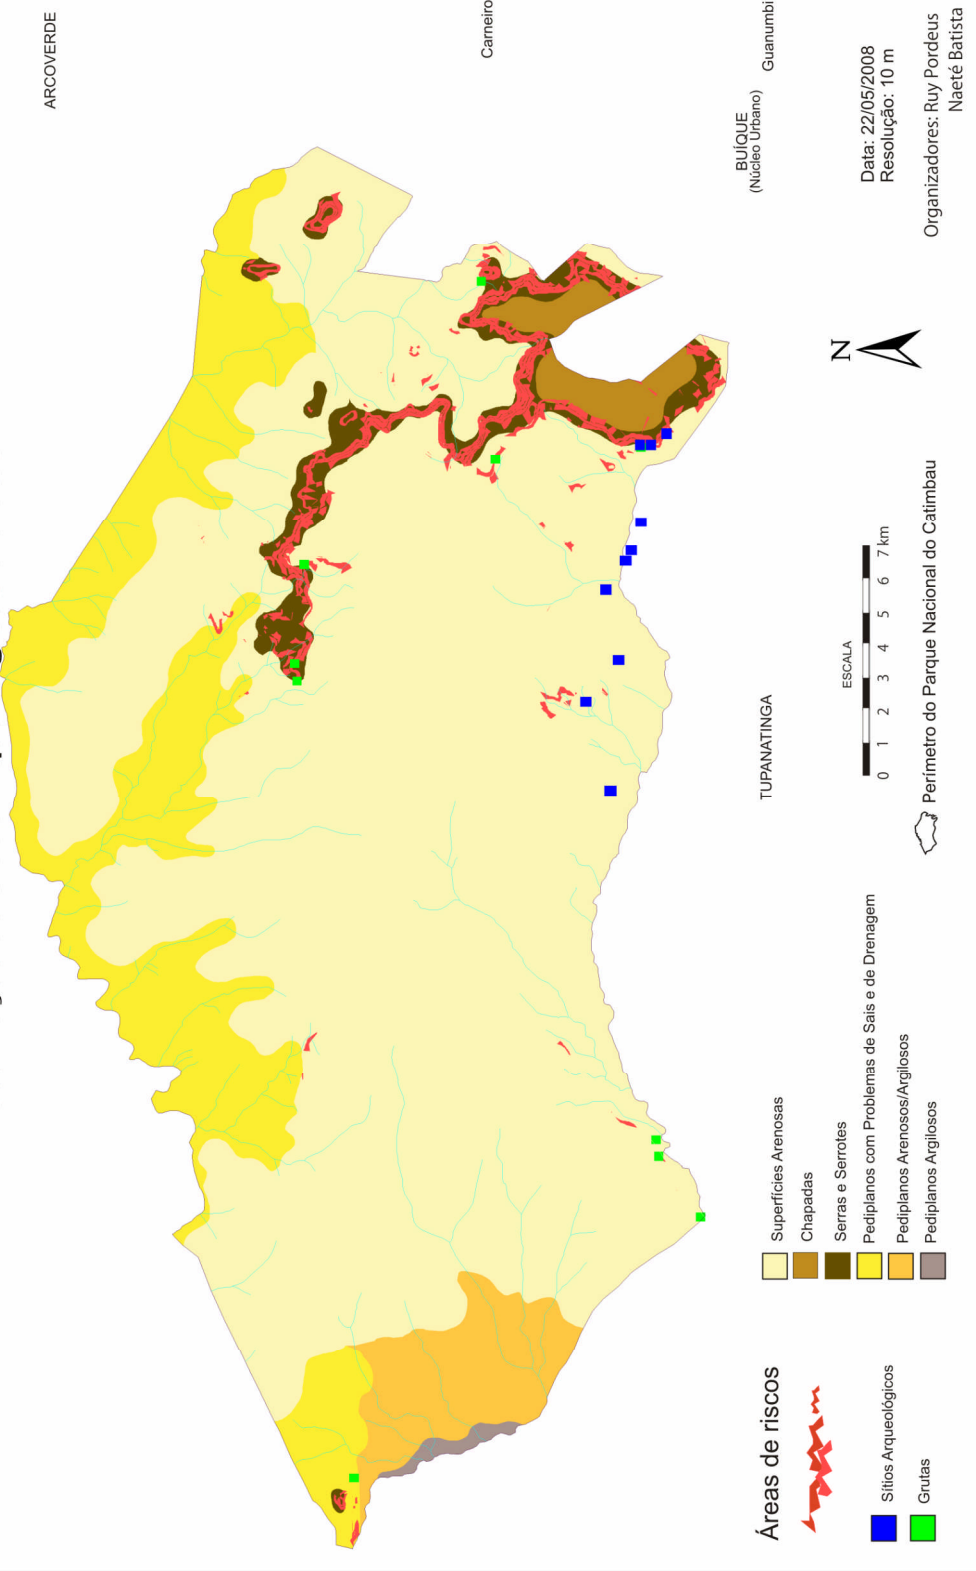 ARCOVERDE
Carneiro
Guanumbi
BUÍQUE
(Núcleo Urbano)
TUPANATINGA
Data: 22/05/2008
Resolução: 10 m
Organizadores: Ruy Pordeus
Naeté Batista
N
ESCALA
0 1 2 3 4 5 6 7 km
Perímetro do Parque Nacional do Catimbau
Áreas de riscos
Sítios Arqueológicos
Grutas
Superfícies Arenosas
Chapadas
Serras e Serrotes
Pediplanos com Problemas de Sais e de Drenagem
Pediplanos Arenosos/Argilosos
Pediplanos Argilosos